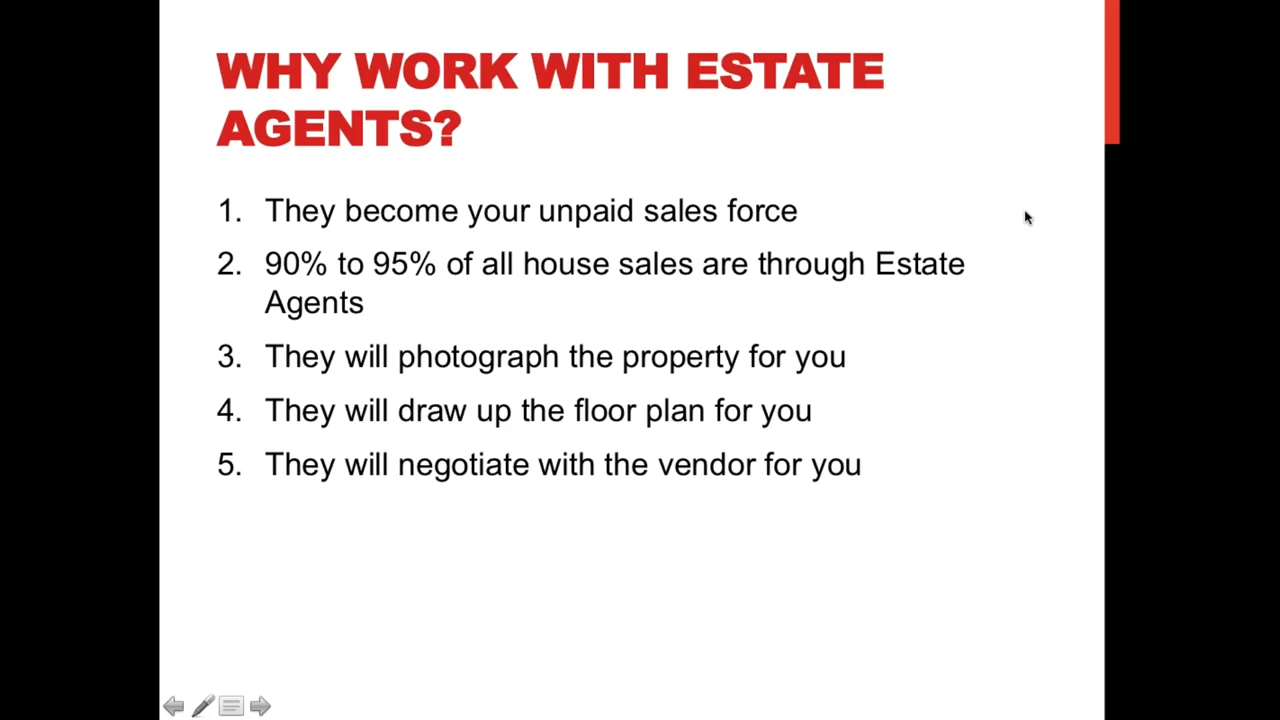 WHY WORK WITH ESTATE
AGENTS?
1. They become your unpaid sales force
2. 90% to 95% of all house sales are through Estate
Agents
3. They will photograph the property for you
4. They will draw up the floor plan for you
5. They will negotiate with the vendor for you